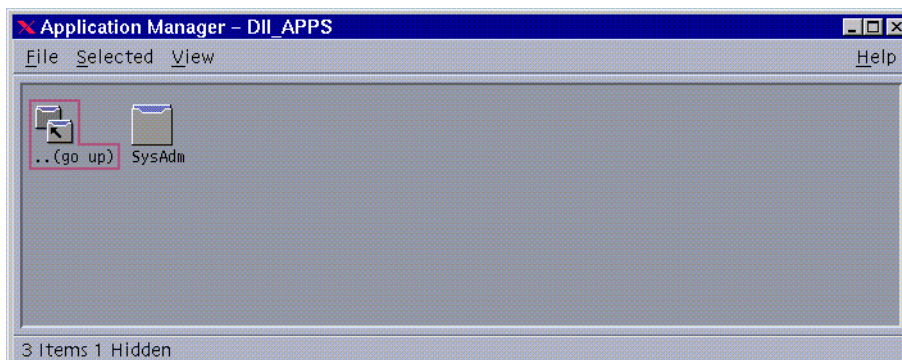 Application Manager – DII_APPS
File Selected View Help
..(go up) SysAdm
3 Items 1 Hidden